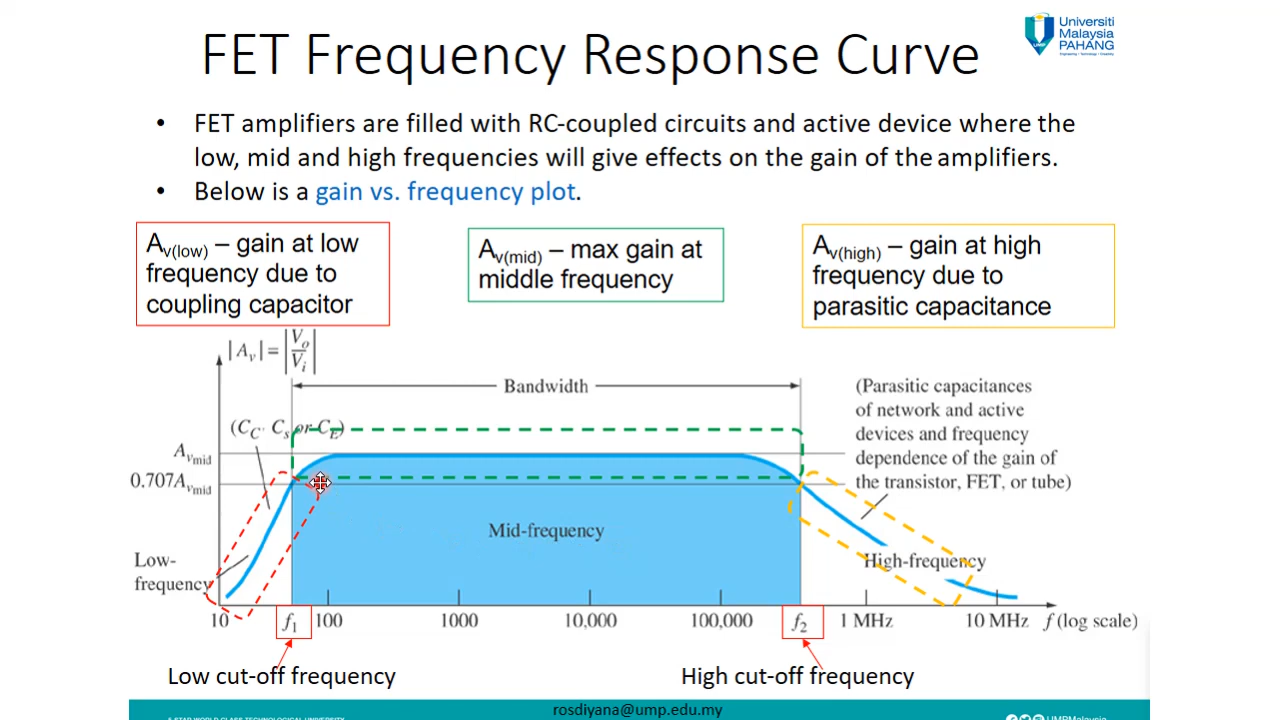 FET Frequency Response Curve
Universiti
Malaysia
PAHANG
• FET amplifiers are filled with RC-coupled circuits and active device where the
low, mid and high frequencies will give effects on the gain of the amplifiers.
• Below is a gain vs. frequency plot.
Av(low) – gain at low
frequency due to
coupling capacitor
Av(mid) – max gain at
middle frequency
Av(high) – gain at high
frequency due to
parasitic capacitance
|Av| = |Vo/Vi|
Bandwidth
(CC, Cs or CE)
Avmid
0.707Avmid
(Parasitic capacitances
of network and active
devices and frequency
dependence of the gain of
the transistor, FET, or tube)
Mid-frequency
Low-
frequency
High-frequency
10 f1 100 1000 10,000 100,000 f2 1 MHz 10 MHz f (log scale)
Low cut-off frequency
High cut-off frequency
rosdiyana@ump.edu.my
UMPMalaysia